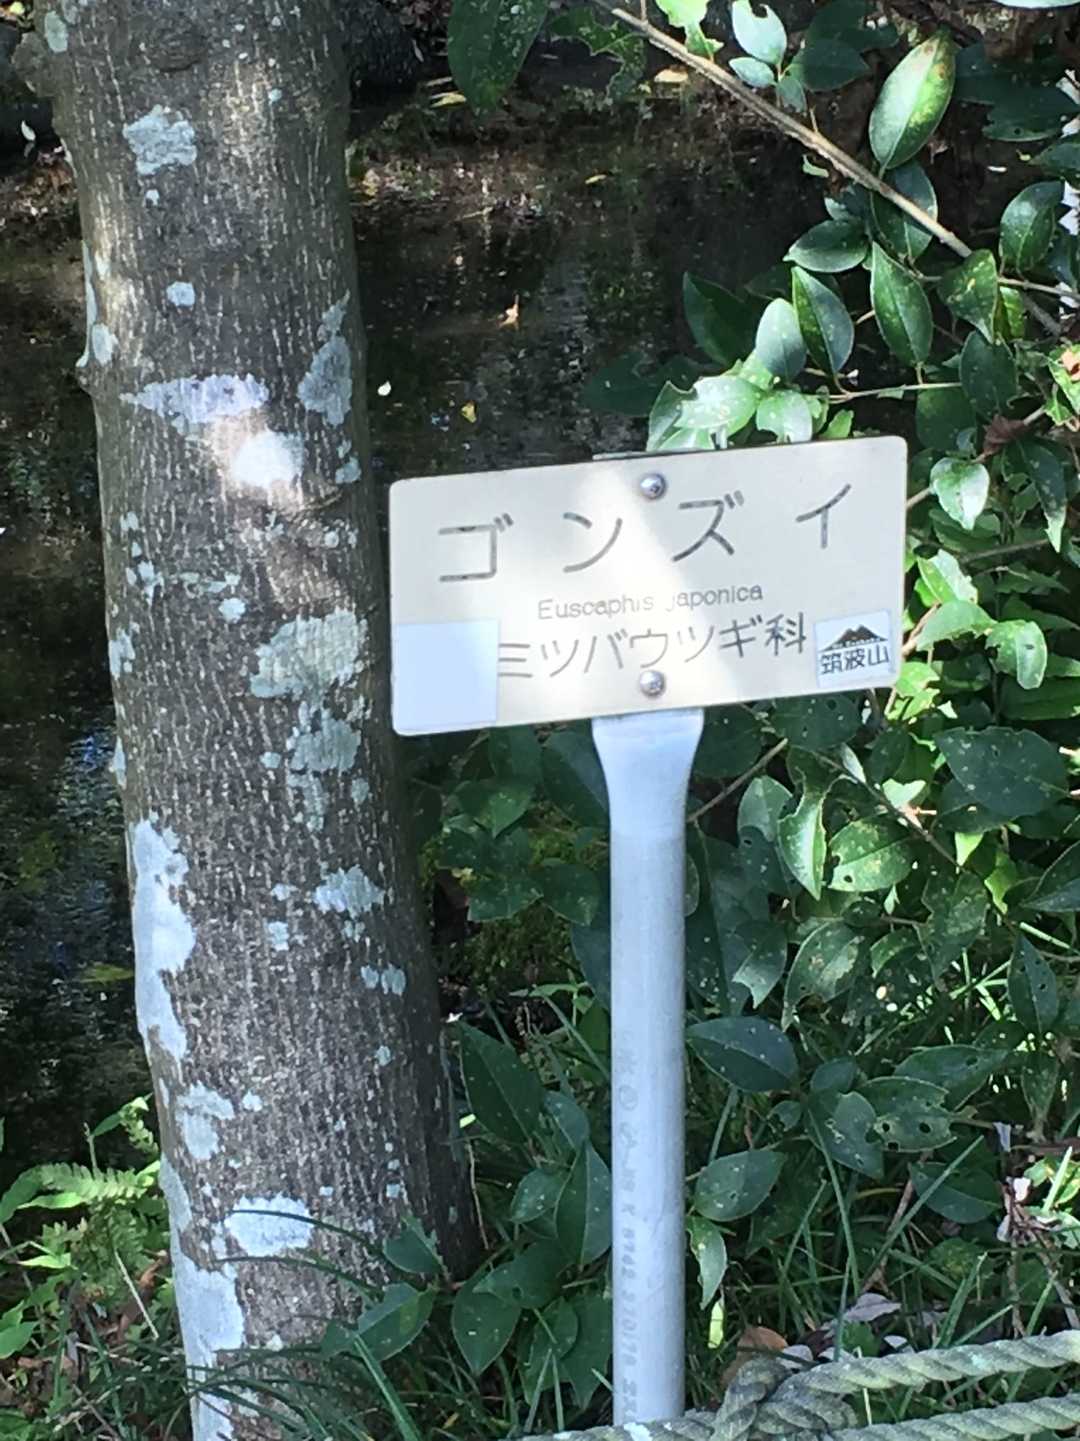 ゴンズイ
Euscaphis japonica
ミツバウツギ科
筑波山